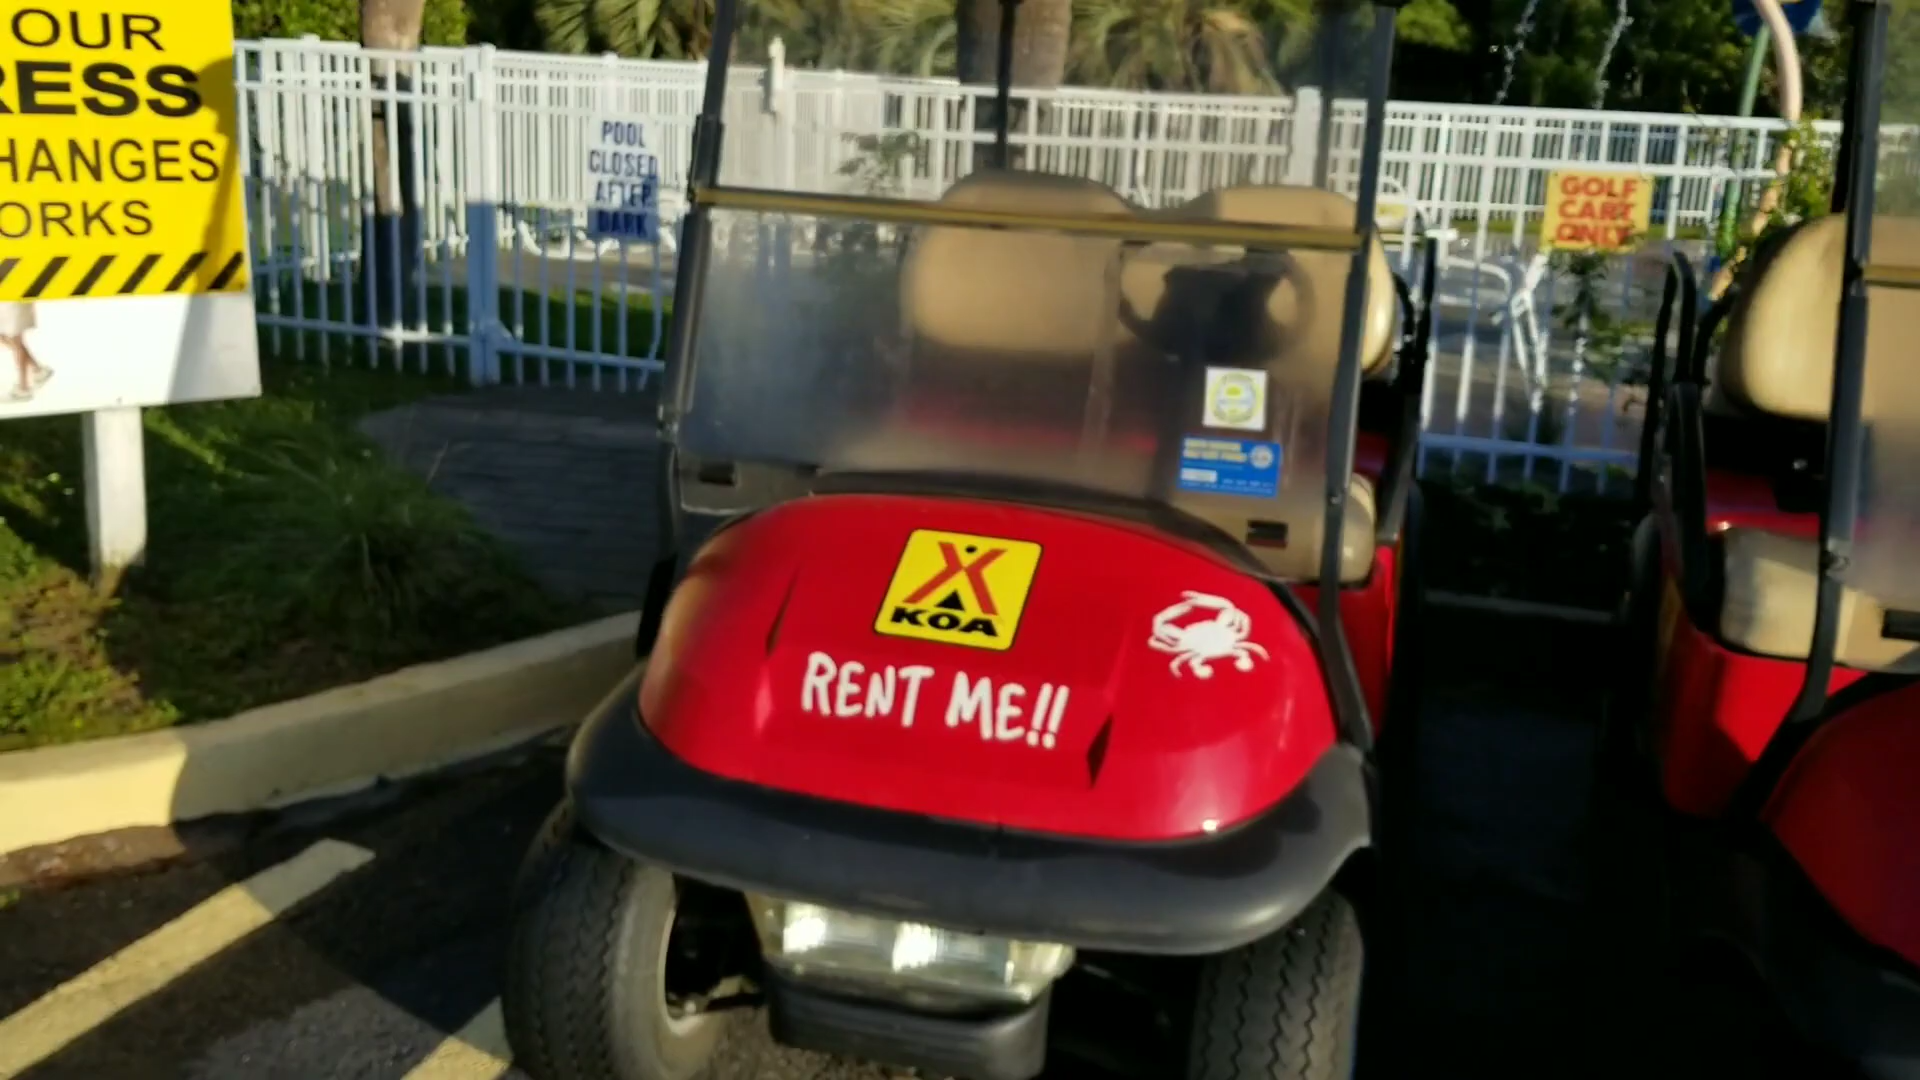 OUR
RESS
HANGES
ORKS
POOL
CLOSED
AFTER
DARK
GOLF
CART
ONLY
KOA
RENT ME!!